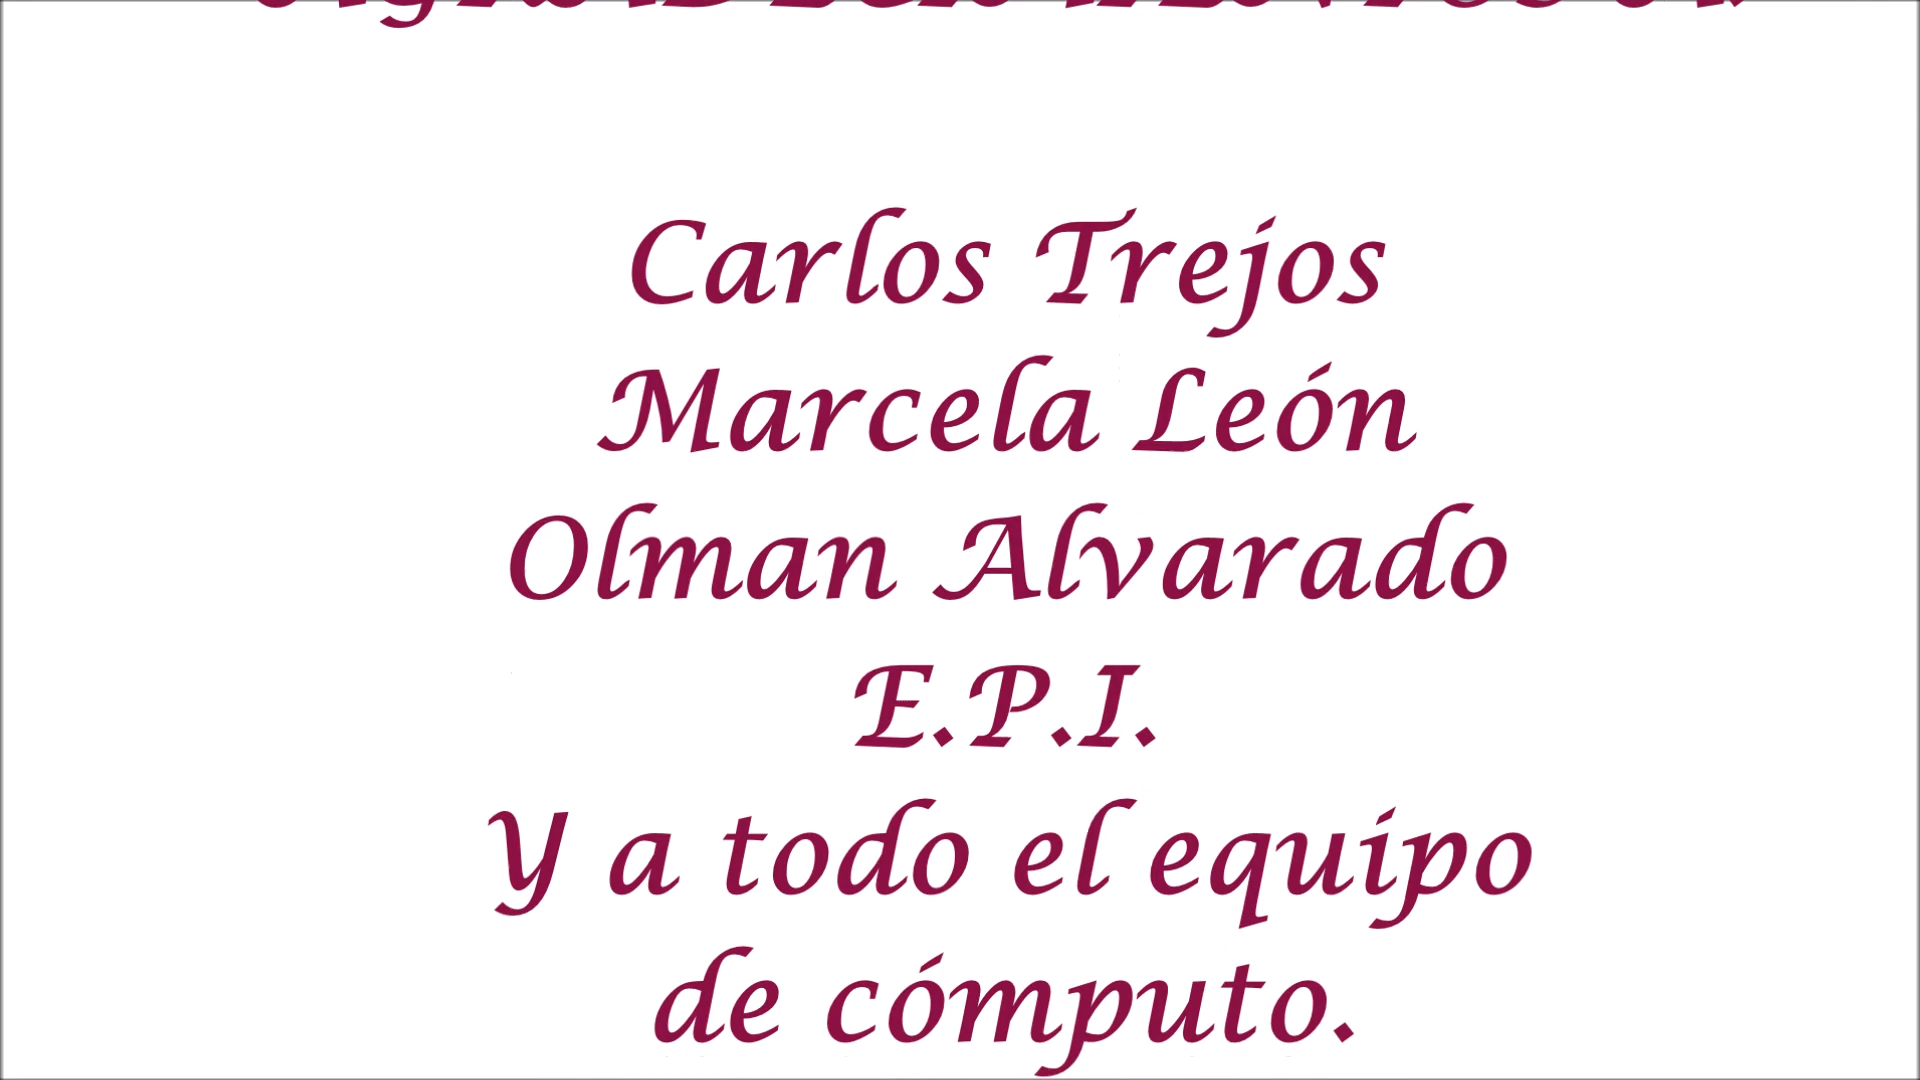 Carlos Trejos
Marcela León
Olman Alvarado
E.P.I.
Y a todo el equipo
de cómputo.